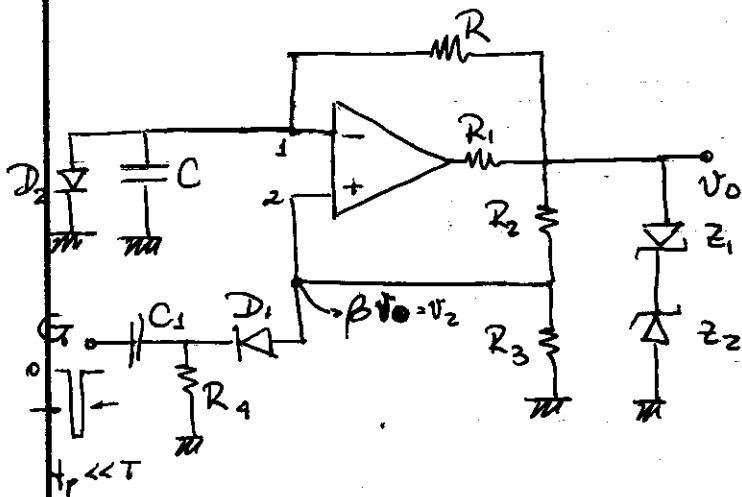 R
R₁
−
1
D₂
C
+
2
v₀
R₂
Z₁
C₁
D₁
βv₀=v₂
R₃
Z₂
0
R₄
tₚ << T